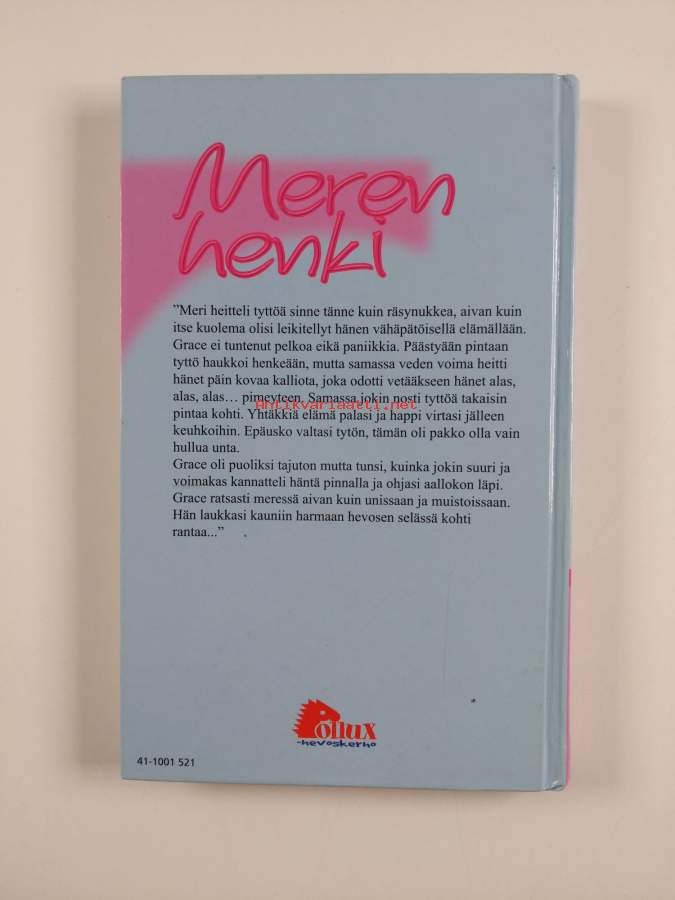 Meren
henki
”Meri heitteli tyttöä sinne tänne kuin räsynukkea, aivan kuin
itse kuolema olisi leikitellyt hänen vähäpätöisellä elämällään.
Grace ei tuntenut pelkoa eikä paniikkia. Päästyään pintaan
tyttö haukkoi henkeään, mutta samassa veden voima heitti
hänet päin kovaa kalliota, joka odotti vetääkseen hänet alas,
alas, alas… pimeyteen. Samassa jokin nosti tyttöä takaisin
Antikvariaatti.net
pintaa kohti. Yhtäkkiä elämä palasi ja happi virtasi jälleen
keuhkoihin. Epäusko valtasi tytön, tämän oli pakko olla vain
hullua unta.
Grace oli puoliksi tajuton mutta tunsi, kuinka jokin suuri ja
voimakas kannatteli häntä pinnalla ja ohjasi aallokon läpi.
Grace ratsasti meressä aivan kuin unissaan ja muistoissaan.
Hän laukkasi kauniin harmaan hevosen selässä kohti
rantaa...”
Pollux
-hevoskerho
41-1001 521